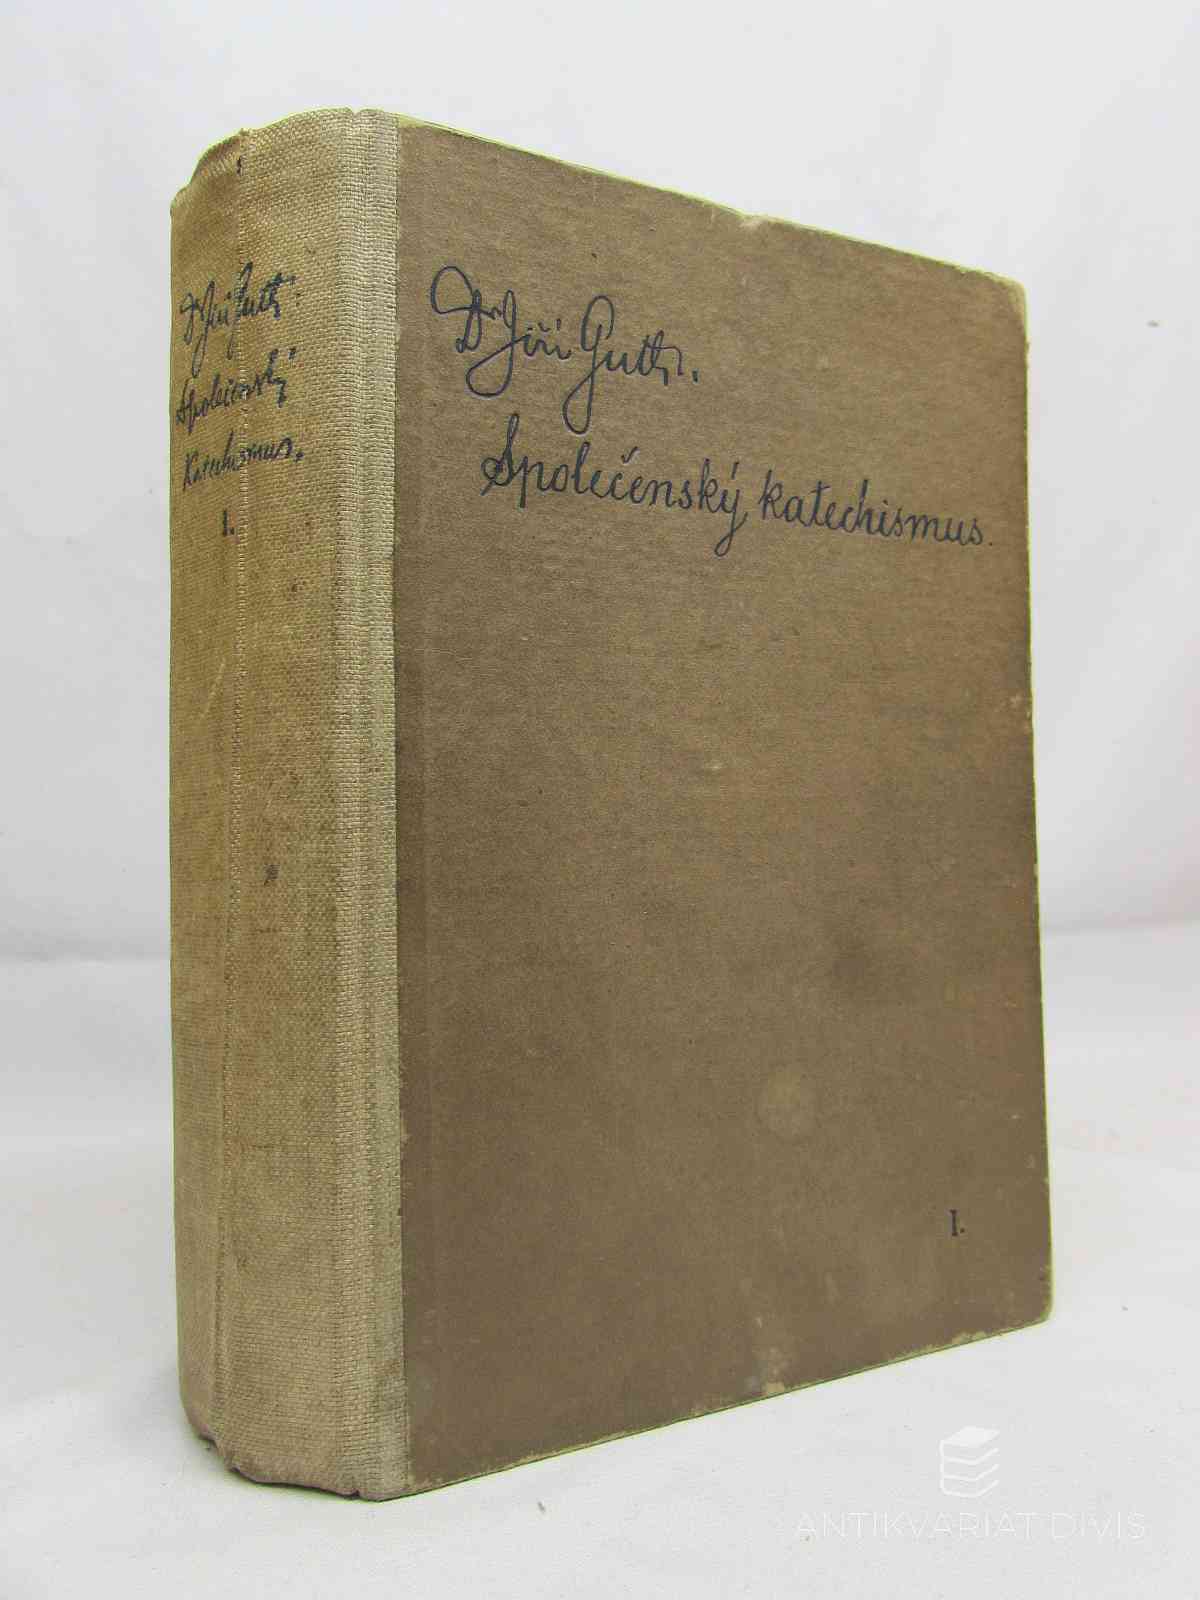 Dr Jiří Guth:
Společenský
Katechismus.
I.
Dr Jiří Guth.
Společenský katechismus.
I.
ANTIKVARIAT DIVIS